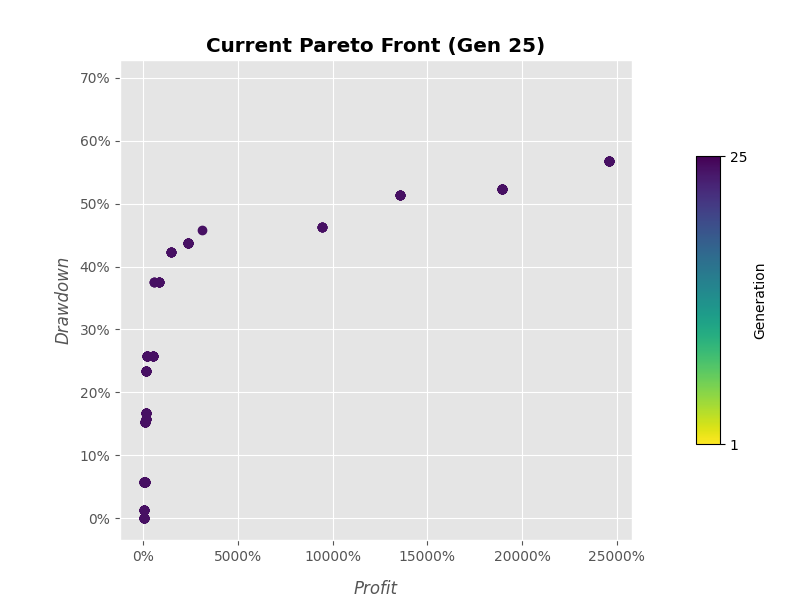 Current Pareto Front (Gen 25)
70%
60%
50%
40%
30%
20%
10%
0%
Drawdown
0% 5000% 10000% 15000% 20000% 25000%
Profit
25
1
Generation